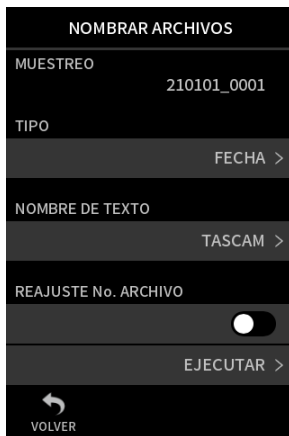 NOMBRAR ARCHIVOS
MUESTREO
210101_0001
TIPO
FECHA >
NOMBRE DE TEXTO
TASCAM >
REAJUSTE No. ARCHIVO
EJECUTAR >
VOLVER